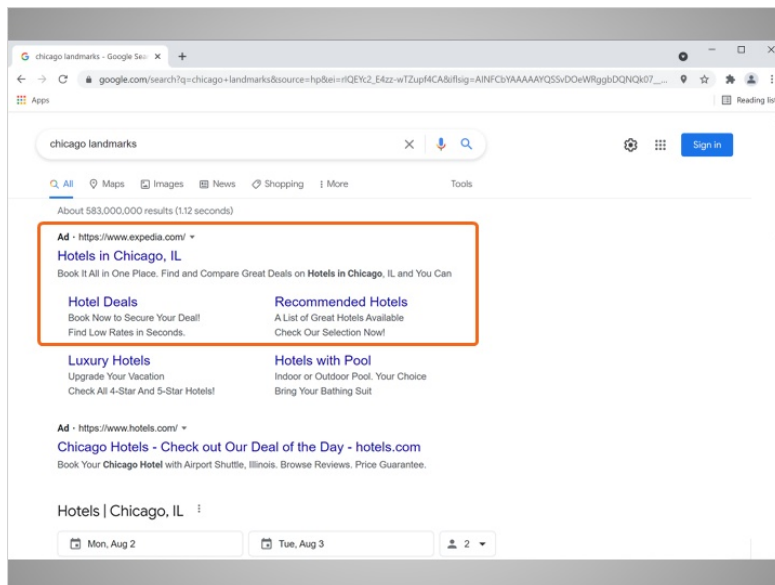 chicago landmarks - Google Sea
google.com/search?q=chicago+landmarks&source=hp&ei=rIQEYc2_E4zz-wTZupf4CA&iflsig=AINFCbYAAAAAYQSSvDOeWRggbDQNQk07__...
Apps
Reading list
chicago landmarks
Sign in
All Maps Images News Shopping More Tools
About 583,000,000 results (1.12 seconds)
Ad · https://www.expedia.com/
Hotels in Chicago, IL
Book It All in One Place. Find and Compare Great Deals on Hotels in Chicago, IL and You Can
Hotel Deals
Book Now to Secure Your Deal!
Find Low Rates in Seconds.
Recommended Hotels
A List of Great Hotels Available
Check Our Selection Now!
Luxury Hotels
Upgrade Your Vacation
Check All 4-Star And 5-Star Hotels!
Hotels with Pool
Indoor or Outdoor Pool. Your Choice
Bring Your Bathing Suit
Ad · https://www.hotels.com/
Chicago Hotels - Check out Our Deal of the Day - hotels.com
Book Your Chicago Hotel with Airport Shuttle, Illinois. Browse Reviews. Price Guarantee.
Hotels | Chicago, IL
Mon, Aug 2
Tue, Aug 3
2